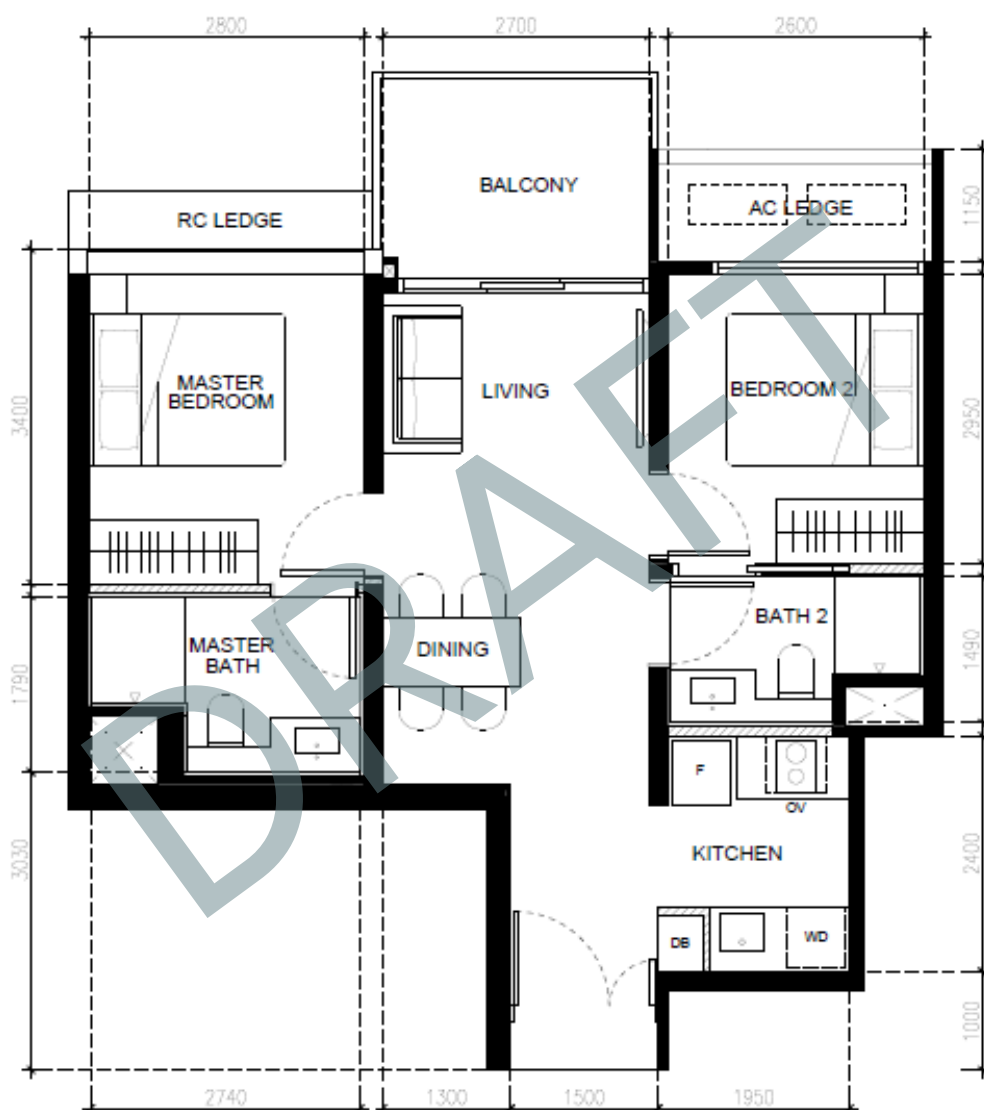 2800
2700
2600
BALCONY
RC LEDGE
AC LEDGE
1150
3400
MASTER
BEDROOM
LIVING
BEDROOM 2
2950
DRAFT
MASTER
BATH
DINING
BATH 2
1790
1490
F
OV
KITCHEN
3030
2400
DB
WD
1000
2740
1300
1500
1950